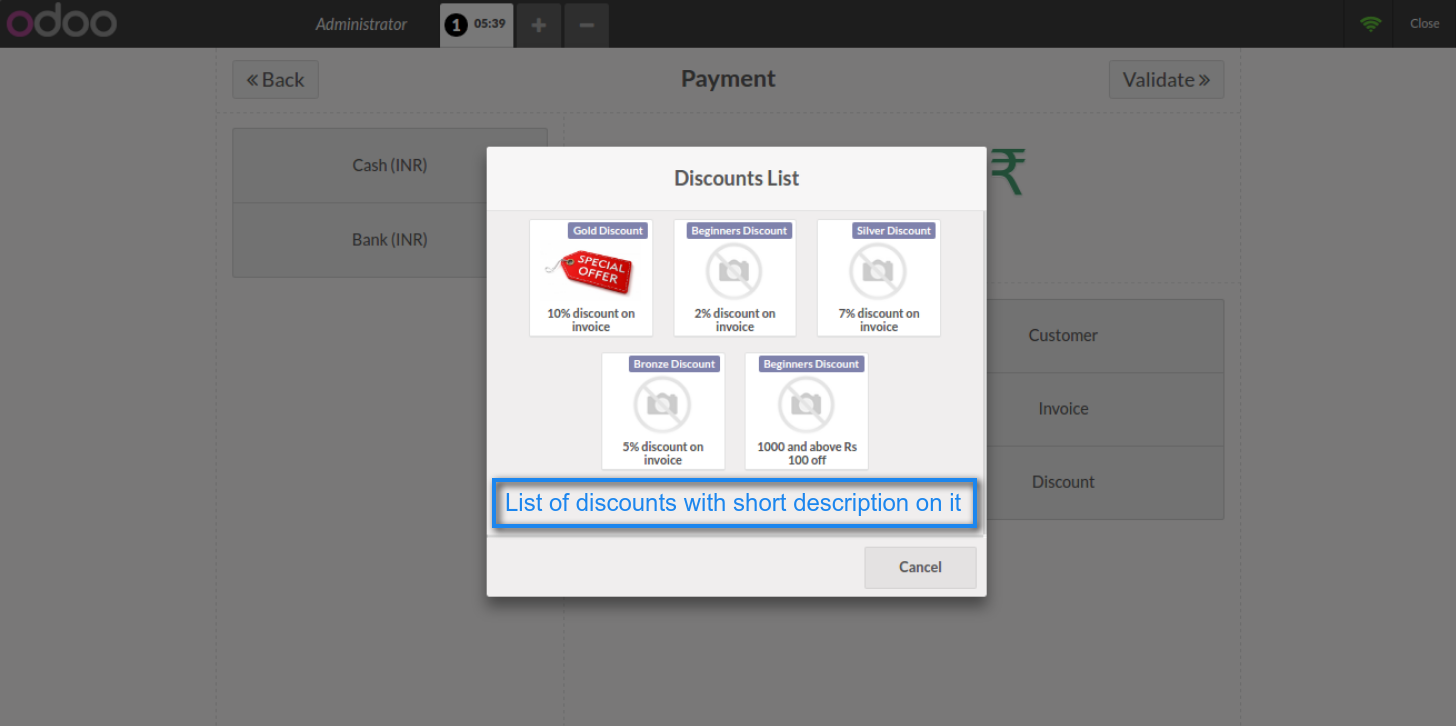 odoo
Administrator
1 05:39
+
−
Close
« Back
Payment
Validate »
Cash (INR)
Bank (INR)
₹
Discounts List
Gold Discount
SPECIAL
OFFER
10% discount on
invoice
Beginners Discount
2% discount on
invoice
Silver Discount
7% discount on
invoice
Bronze Discount
5% discount on
invoice
Beginners Discount
1000 and above Rs
100 off
List of discounts with short description on it
Cancel
Customer
Invoice
Discount